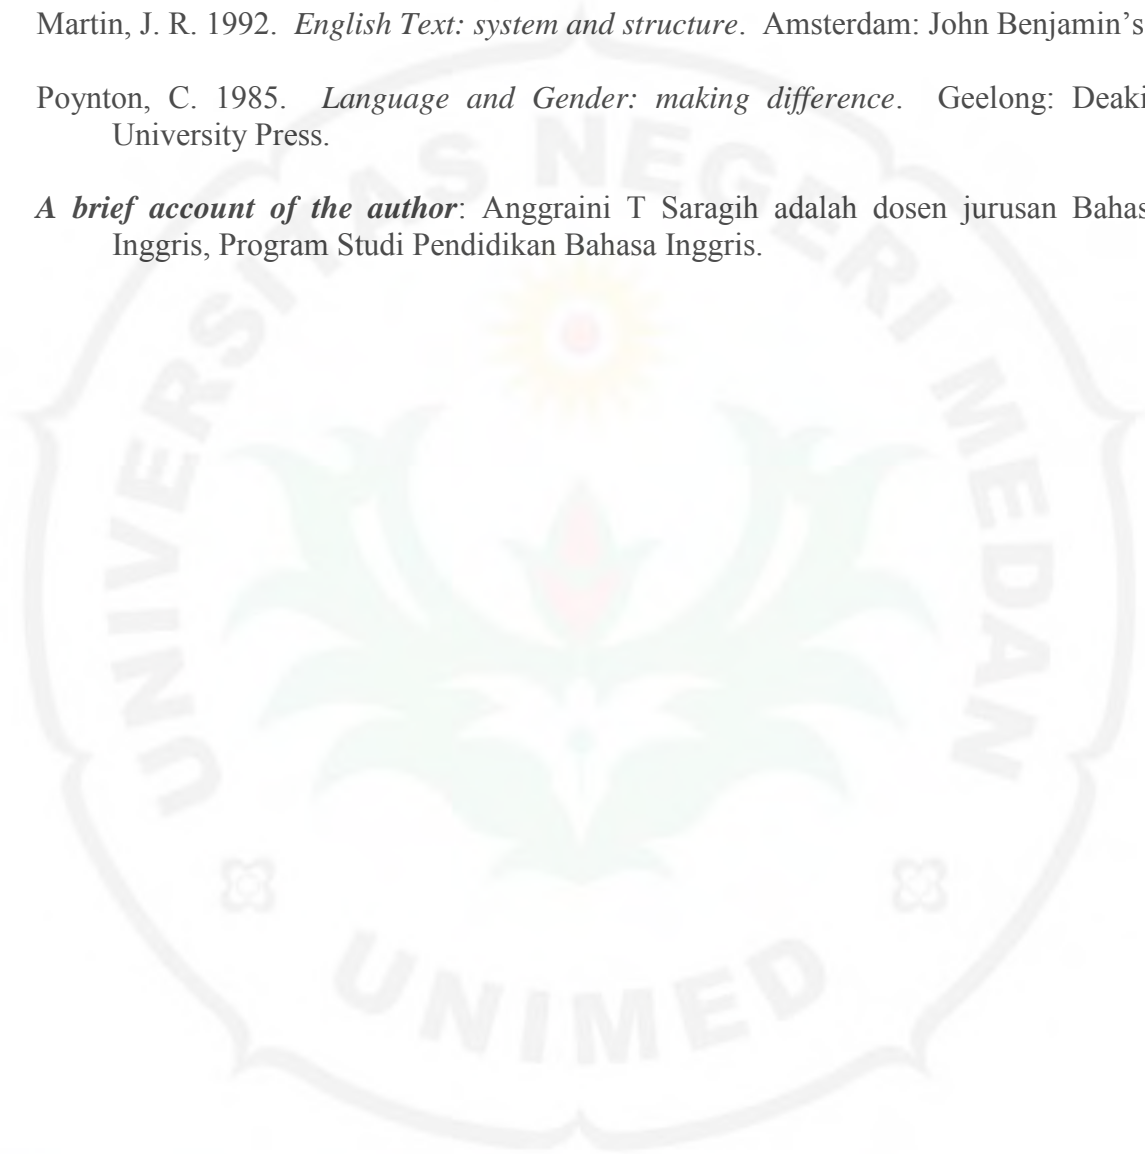 Martin, J. R. 1992. English Text: system and structure. Amsterdam: John Benjamin's
Poynton, C. 1985. Language and Gender: making difference. Geelong: Deaki
University Press.
A brief account of the author: Anggraini T Saragih adalah dosen jurusan Bahas
Inggris, Program Studi Pendidikan Bahasa Inggris.
UNIVERSITAS NEGERI MEDAN
UNIMED